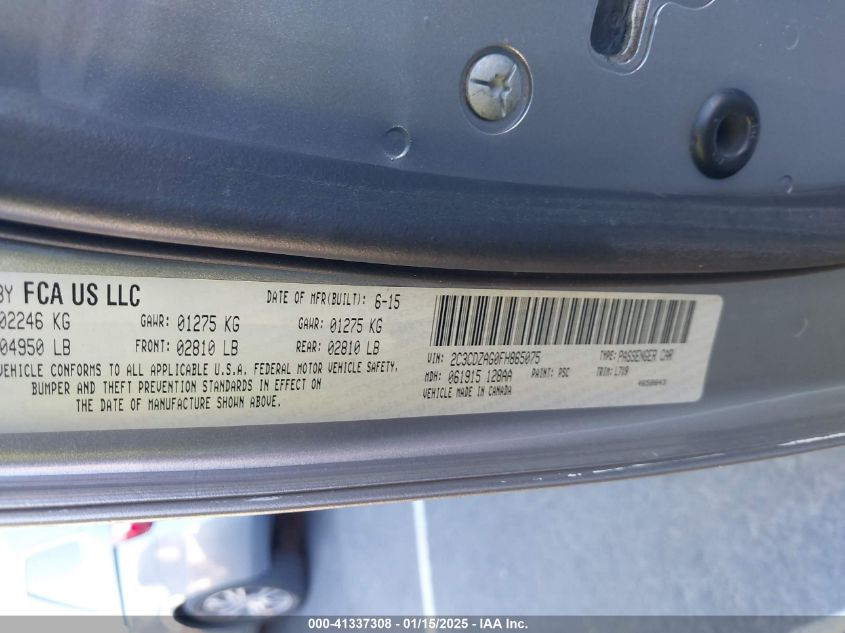 BY FCA US LLC DATE OF MFR(BUILT): 6-15
02246 KG GAWR: 01275 KG GAWR: 01275 KG
04950 LB FRONT: 02810 LB REAR: 02810 LB
VEHICLE CONFORMS TO ALL APPLICABLE U.S.A. FEDERAL MOTOR VEHICLE SAFETY,
BUMPER AND THEFT PREVENTION STANDARDS IN EFFECT ON
THE DATE OF MANUFACTURE SHOWN ABOVE.
VIN: 2C3CDZAG0FH865075 TYPE: PASSENGER CAR
MDH: 061915 128AA PAINT: PSC TRIM: L7X9
VEHICLE MADE IN CANADA
000-41337308 - 01/15/2025 - IAA Inc.